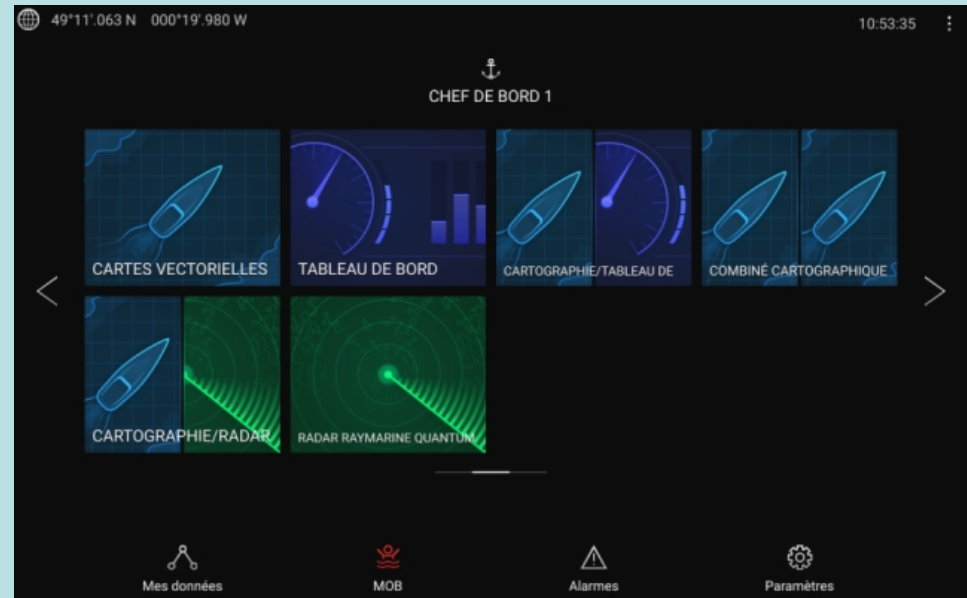 49°11'.063 N 000°19'.980 W
10:53:35
CHEF DE BORD 1
CARTES VECTORIELLES
TABLEAU DE BORD
CARTOGRAPHIE/TABLEAU DE
COMBINÉ CARTOGRAPHIQUE
CARTOGRAPHIE/RADAR
RADAR RAYMARINE QUANTUM
Mes données
MOB
Alarmes
Paramètres